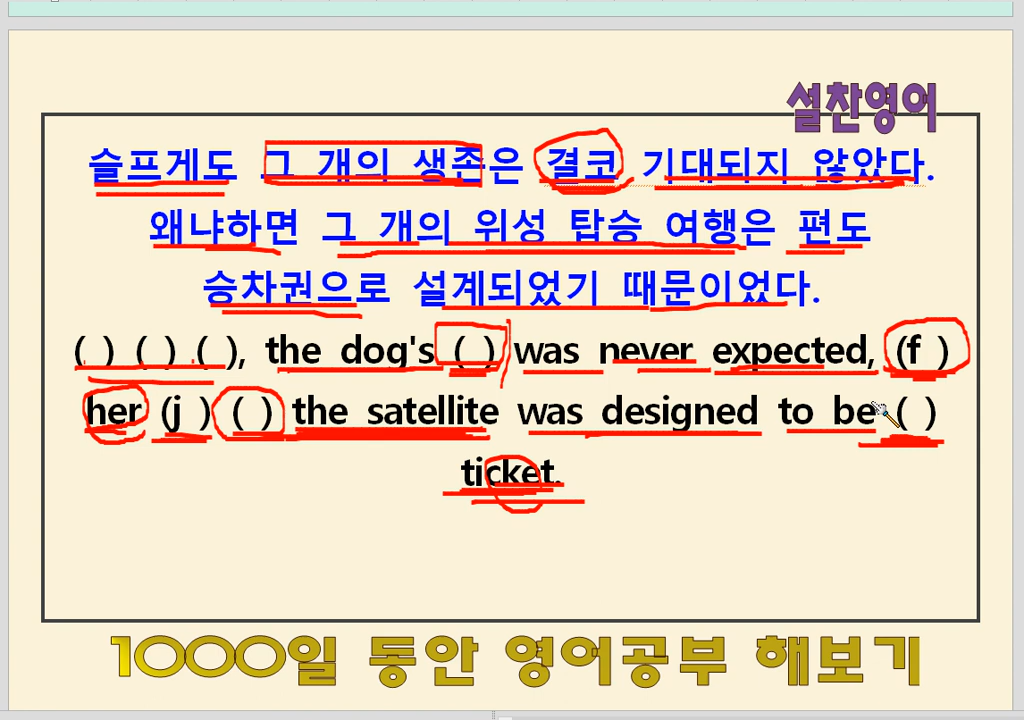 설찬영어
슬프게도 그 개의 생존은 결코 기대되지 않았다.
왜냐하면 그 개의 위성 탑승 여행은 편도
승차권으로 설계되었기 때문이었다.
( ) ( ) ( ), the dog's ( ) was never expected, (f )
her (j ) ( ) the satellite was designed to be ( )
ticket.
1000일 동안 영어공부 해보기